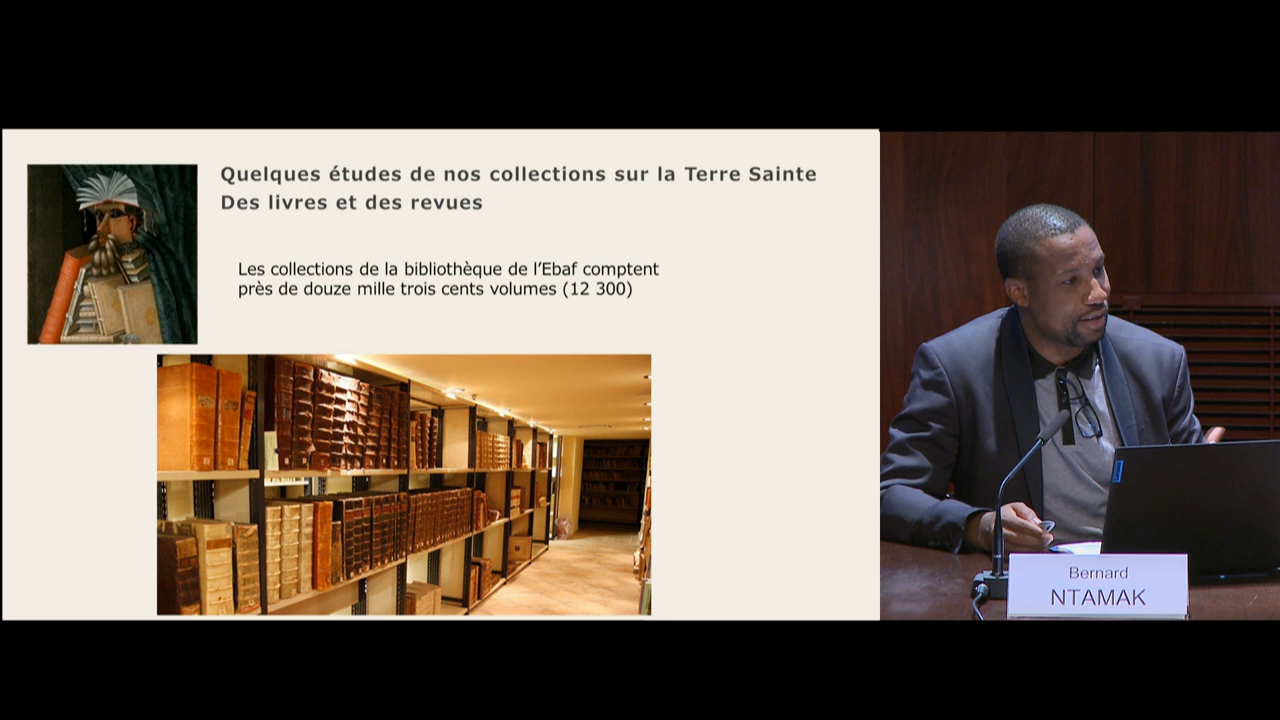 Quelques études de nos collections sur la Terre Sainte
Des livres et des revues
Les collections de la bibliothèque de l’Ebaf comptent
près de douze mille trois cents volumes (12 300)
Bernard
NTAMAK